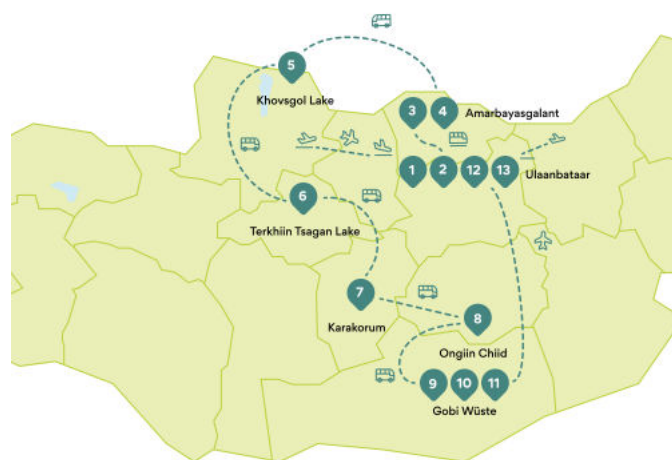 5
Khovsgol Lake
3 4
Amarbayasgalant
1 2 12 13
Ulaanbataar
6
Terkhiin Tsagan Lake
7
Karakorum
8
Ongiin Chiid
9 10 11
Gobi Wüste